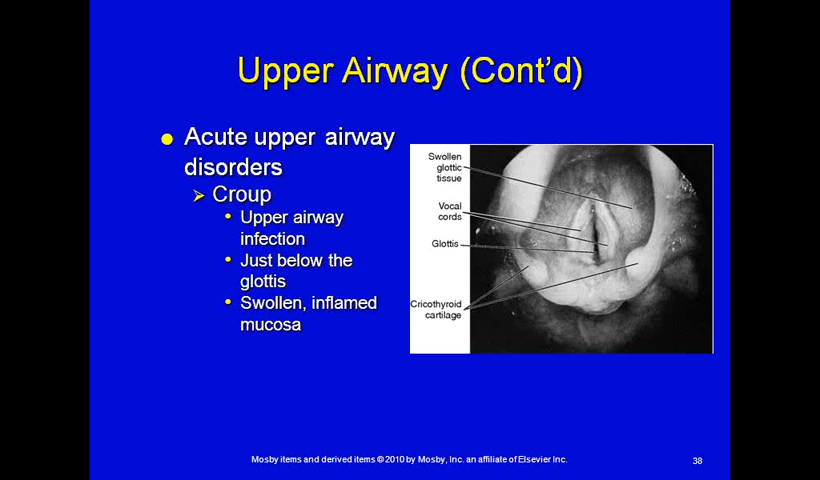 Upper Airway (Cont'd)
Acute upper airway
disorders
Croup
Upper airway
infection
Just below the
glottis
Swollen, inflamed
mucosa
Swollen
glottic
tissue
Vocal
cords
Glottis
Cricothyroid
cartilage
Mosby items and derived items © 2010 by Mosby, Inc. an affiliate of Elsevier Inc.
38